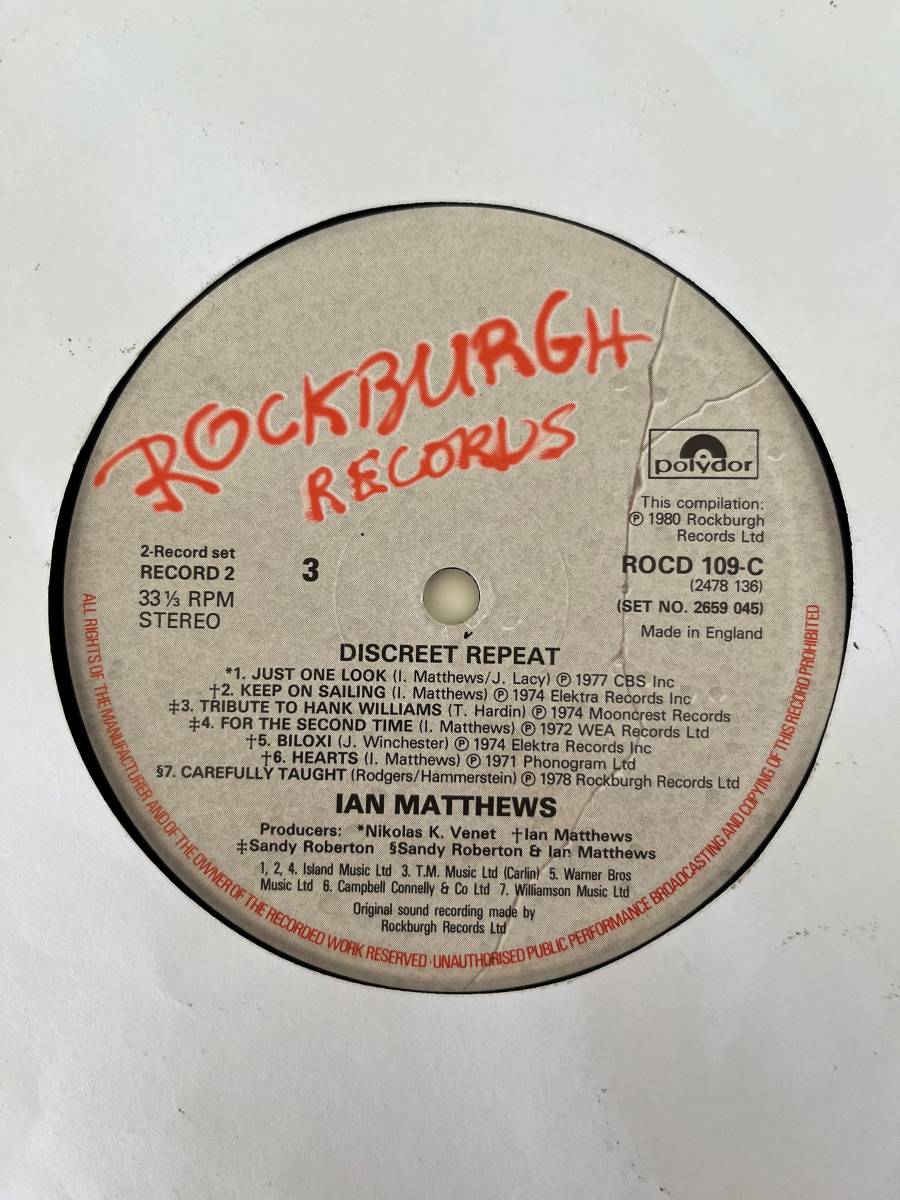 ROCKBURGH
RECORDS
polydor
This compilation:
℗ 1980 Rockburgh
Records Ltd
2-Record set
RECORD 2
33 ⅓ RPM
STEREO
3
ROCD 109-C
(2478 136)
(SET NO. 2659 045)
Made in England
DISCREET REPEAT
*1. JUST ONE LOOK (I. Matthews/J. Lacy) ℗ 1977 CBS Inc
†2. KEEP ON SAILING (I. Matthews) ℗ 1974 Elektra Records Inc
‡3. TRIBUTE TO HANK WILLIAMS (T. Hardin) ℗ 1974 Mooncrest Records
‡4. FOR THE SECOND TIME (I. Matthews) ℗ 1972 WEA Records Ltd
†5. BILOXI (J. Winchester) ℗ 1974 Elektra Records Inc
†6. HEARTS (I. Matthews) ℗ 1971 Phonogram Ltd
§7. CAREFULLY TAUGHT (Rodgers/Hammerstein) ℗ 1978 Rockburgh Records Ltd
IAN MATTHEWS
Producers: *Nikolas K. Venet †Ian Matthews
‡Sandy Roberton §Sandy Roberton & Ian Matthews
1, 2, 4. Island Music Ltd 3. T.M. Music Ltd (Carlin) 5. Warner Bros
Music Ltd 6. Campbell Connelly & Co Ltd 7. Williamson Music Ltd
Original sound recording made by
Rockburgh Records Ltd
ALL RIGHTS OF THE MANUFACTURER AND OF THE OWNER OF THE RECORDED WORK RESERVED · UNAUTHORISED PUBLIC PERFORMANCE BROADCASTING AND COPYING OF THIS RECORD PROHIBITED